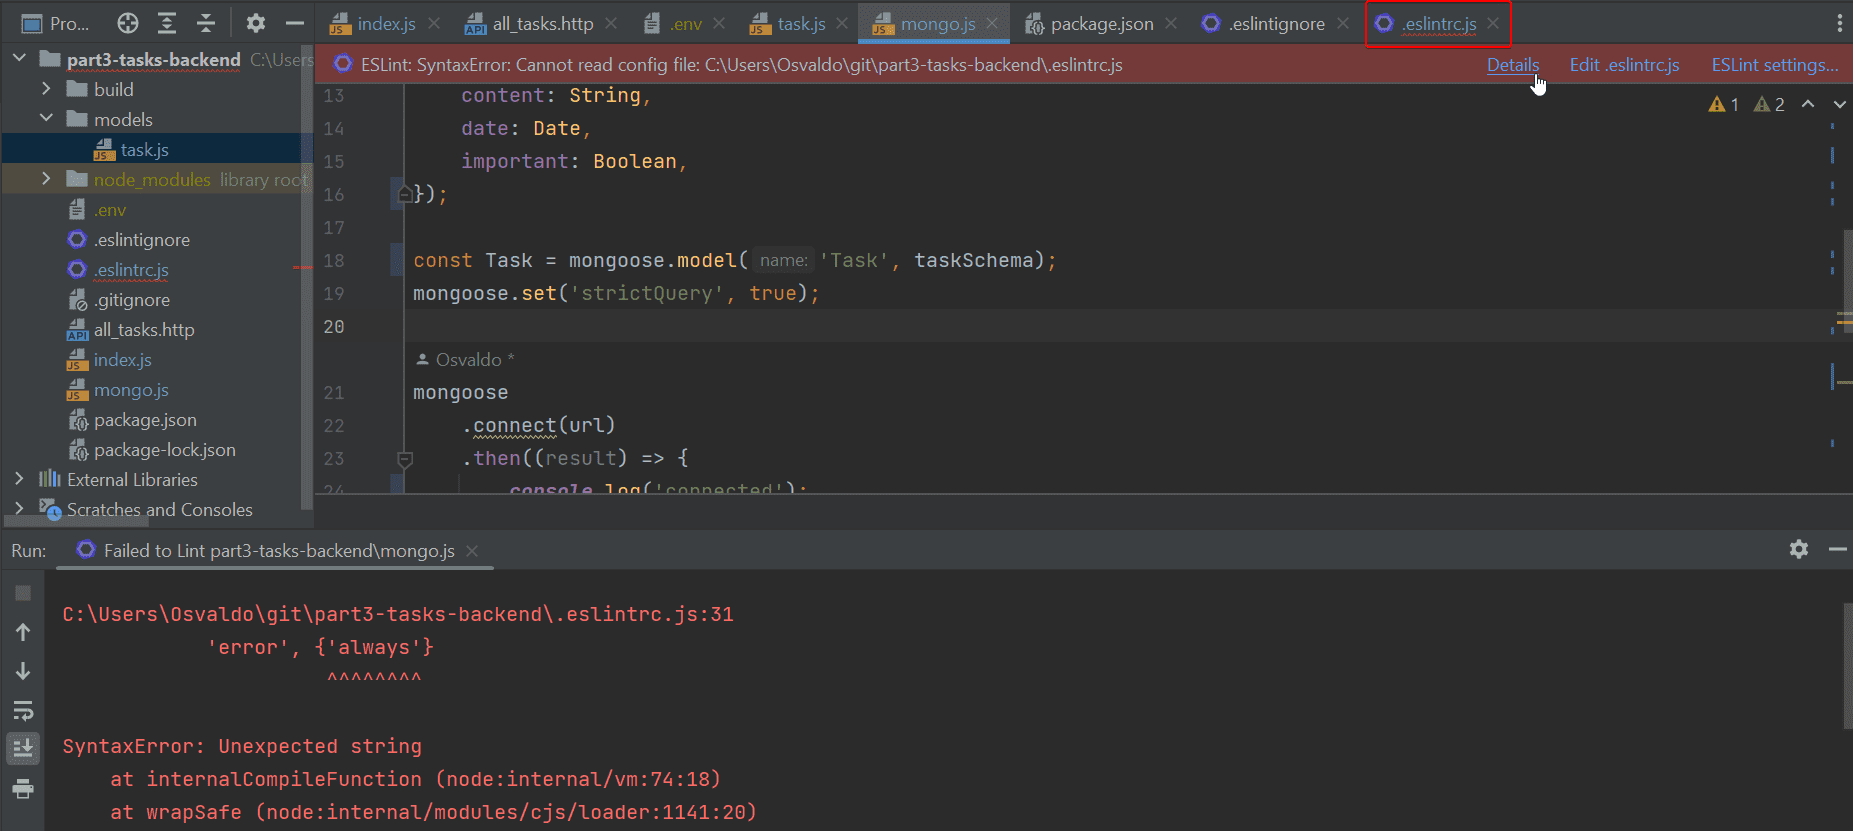 Pro...
index.js
all_tasks.http
.env
task.js
mongo.js
package.json
.eslintignore
.eslintrc.js
part3-tasks-backend C:\Users
build
models
task.js
node_modules library root
.env
.eslintignore
.eslintrc.js
.gitignore
all_tasks.http
index.js
mongo.js
package.json
package-lock.json
External Libraries
Scratches and Consoles
ESLint: SyntaxError: Cannot read config file: C:\Users\Osvaldo\git\part3-tasks-backend\.eslintrc.js
Details Edit .eslintrc.js ESLint settings...
1 2
13 content: String,
14 date: Date,
15 important: Boolean,
16 });
17
18 const Task = mongoose.model( name: 'Task', taskSchema);
19 mongoose.set('strictQuery', true);
20
Osvaldo *
21 mongoose
22 .connect(url)
23 .then((result) => {
24 console.log('connected');
Run: Failed to Lint part3-tasks-backend\mongo.js
C:\Users\Osvaldo\git\part3-tasks-backend\.eslintrc.js:31
'error', {'always'}
^^^^^^^^
SyntaxError: Unexpected string
at internalCompileFunction (node:internal/vm:74:18)
at wrapSafe (node:internal/modules/cjs/loader:1141:20)